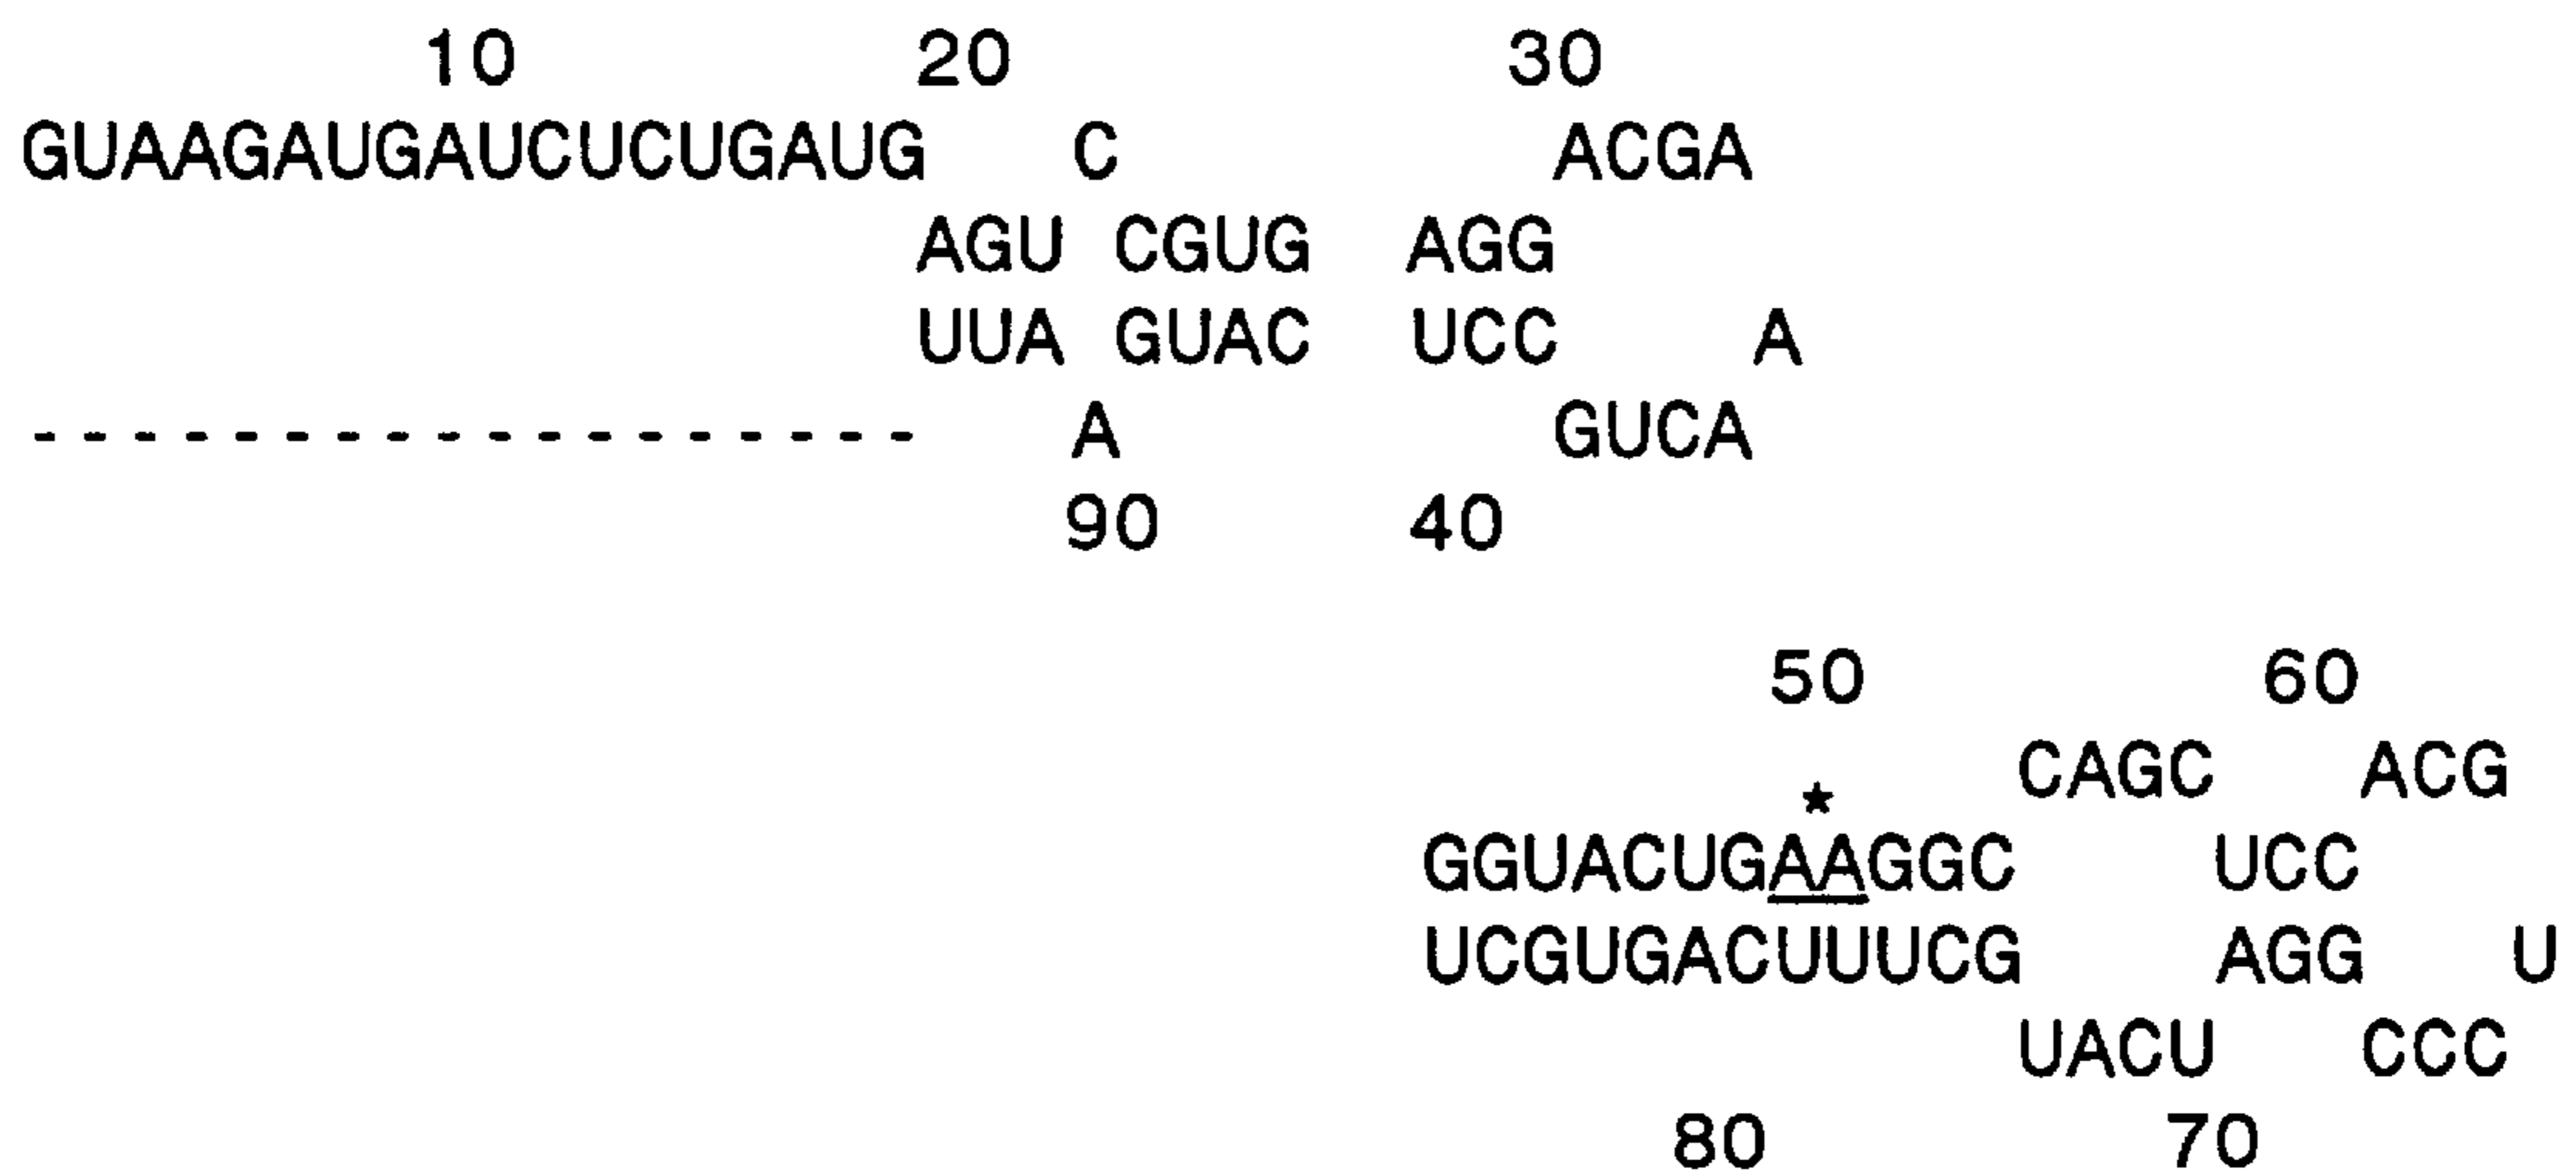 10 20 30
GUAAGAUGAUCUCUGAUG C ACGA
AGU CGUG AGG
UUA GUAC UCC A
- - - - - - - - - - - - - - - - - - A GUCA
90 40
50 60
* CAGC ACG
GGUACUGAAGGC UCC
UCGUGACUUUCG AGG U
UACU CCC
80 70